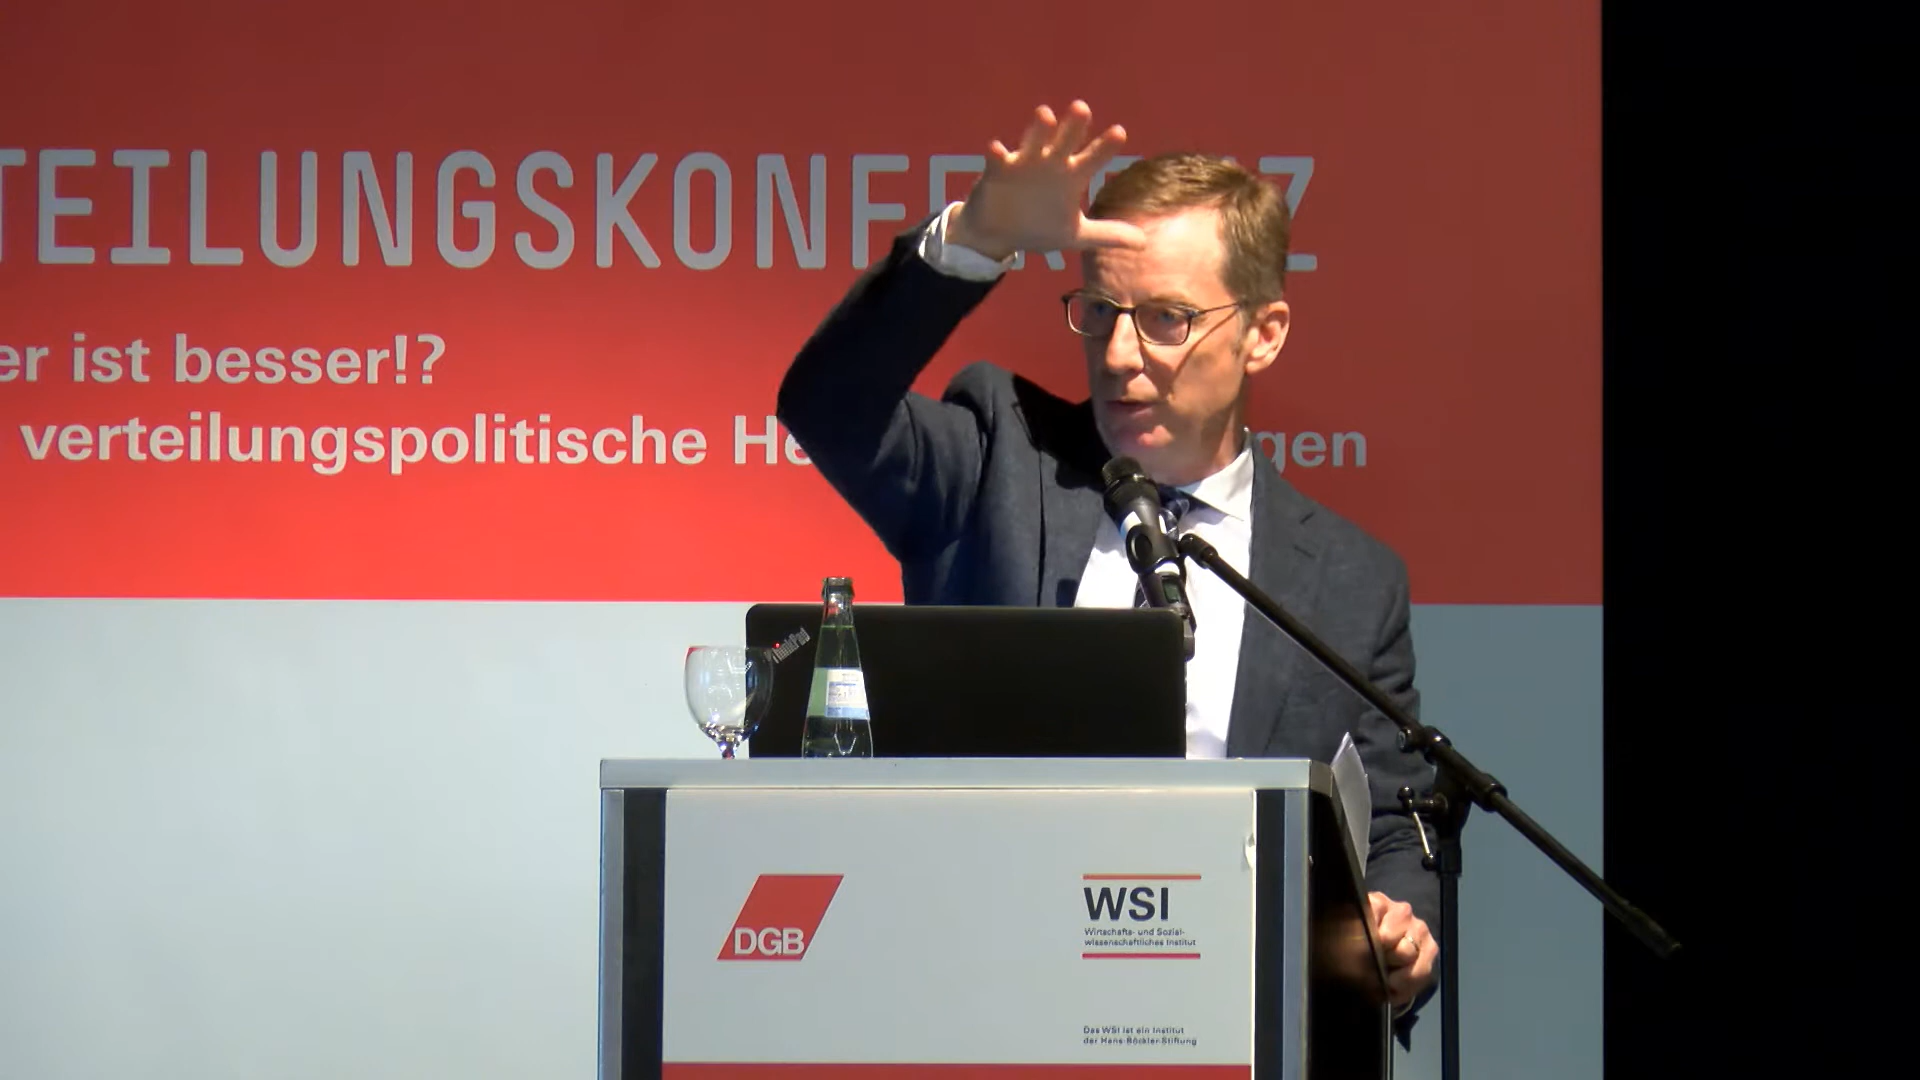 TEILUNGSKONFERENZ
er ist besser!?
verteilungspolitische He gen
ThinkPad
DGB
WSI
Wirtschafts- und Sozial-
wissenschaftliches Institut
Das WSI ist ein Institut
der Hans-Böckler-Stiftung